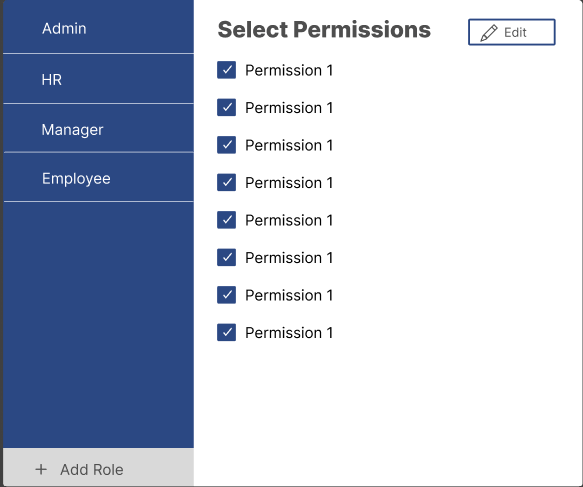 Admin
HR
Manager
Employee
+ Add Role
Select Permissions
Edit
Permission 1
Permission 1
Permission 1
Permission 1
Permission 1
Permission 1
Permission 1
Permission 1